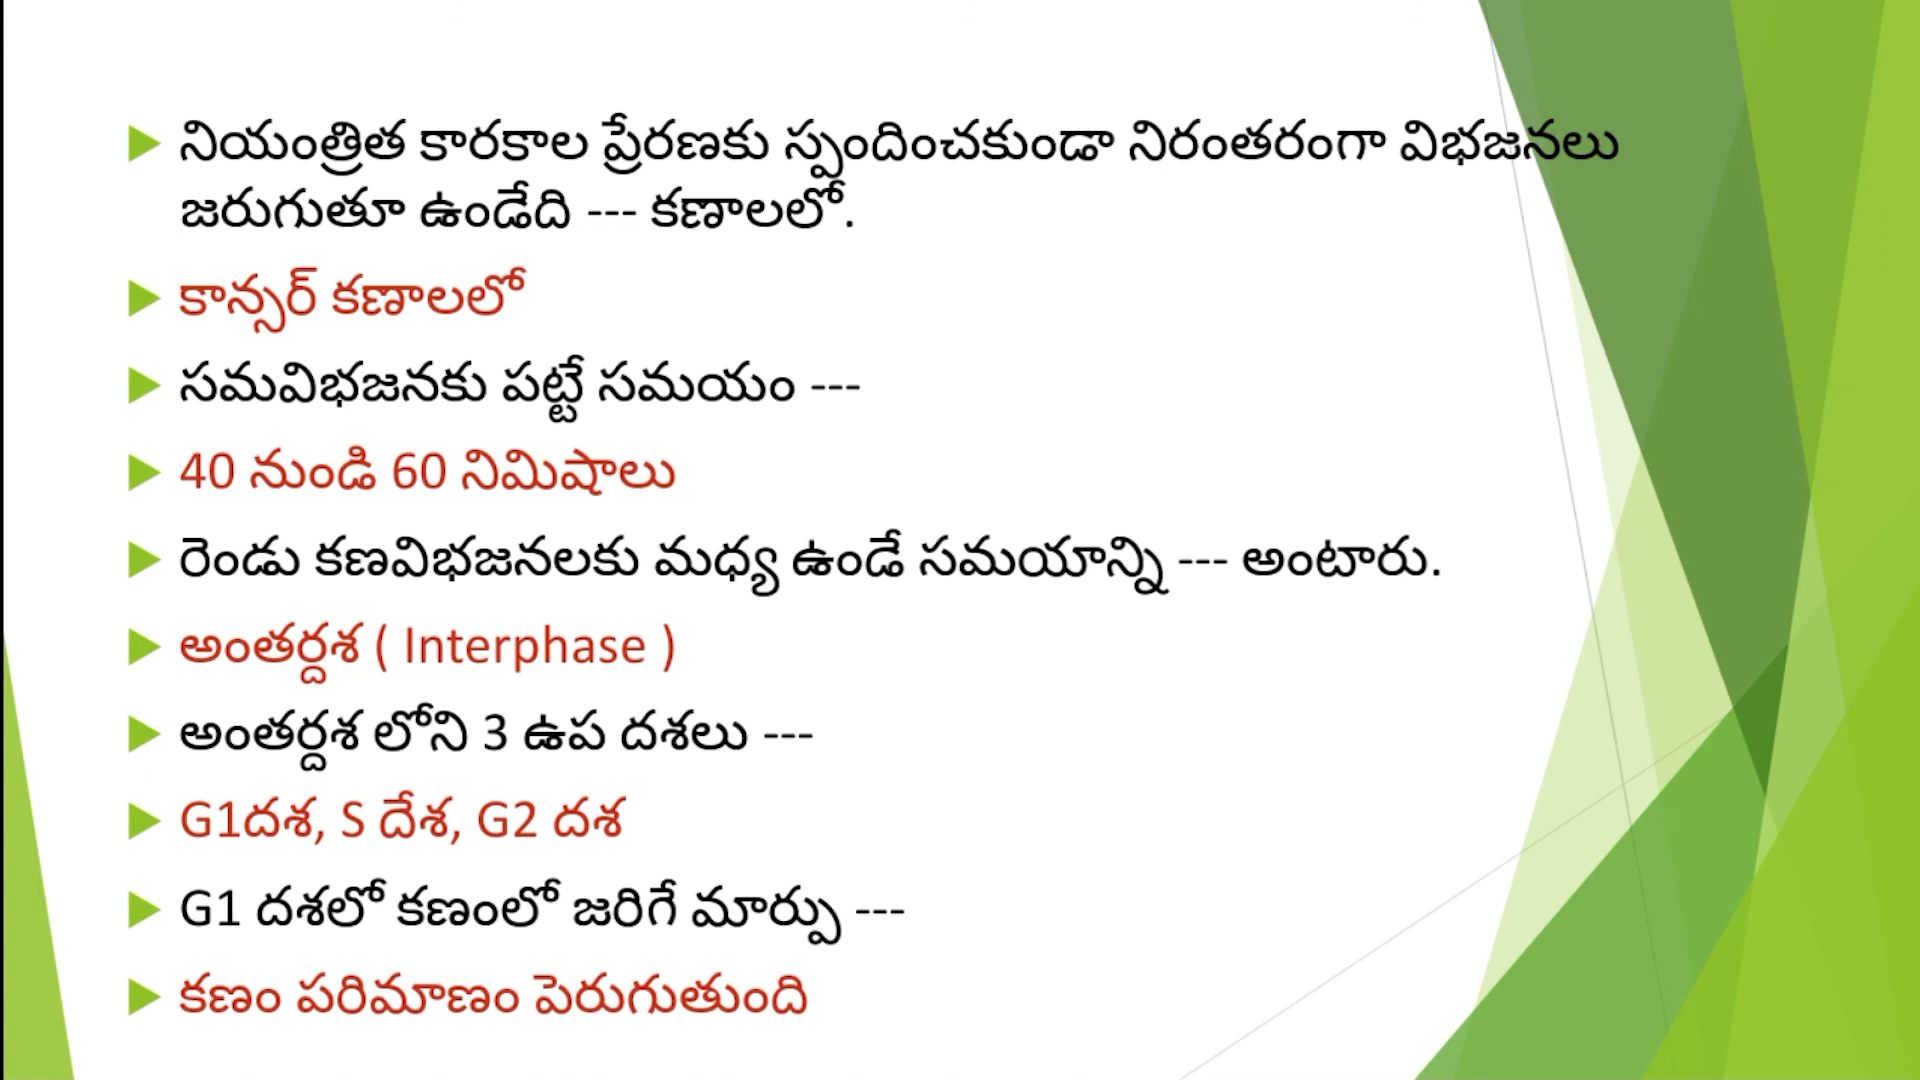 నియంత్రిత కారకాల ప్రేరణకు స్పందించకుండా నిరంతరంగా విభజనలు
జరుగుతూ ఉండేది --- కణాలలో.
కాన్సర్ కణాలలో
సమవిభజనకు పట్టే సమయం ---
40 నుండి 60 నిమిషాలు
రెండు కణవిభజనలకు మధ్య ఉండే సమయాన్ని --- అంటారు.
అంతర్దశ ( Interphase )
అంతర్దశ లోని 3 ఉప దశలు ---
G1దశ, S దేశ, G2 దశ
G1 దశలో కణంలో జరిగే మార్పు ---
కణం పరిమాణం పెరుగుతుంది